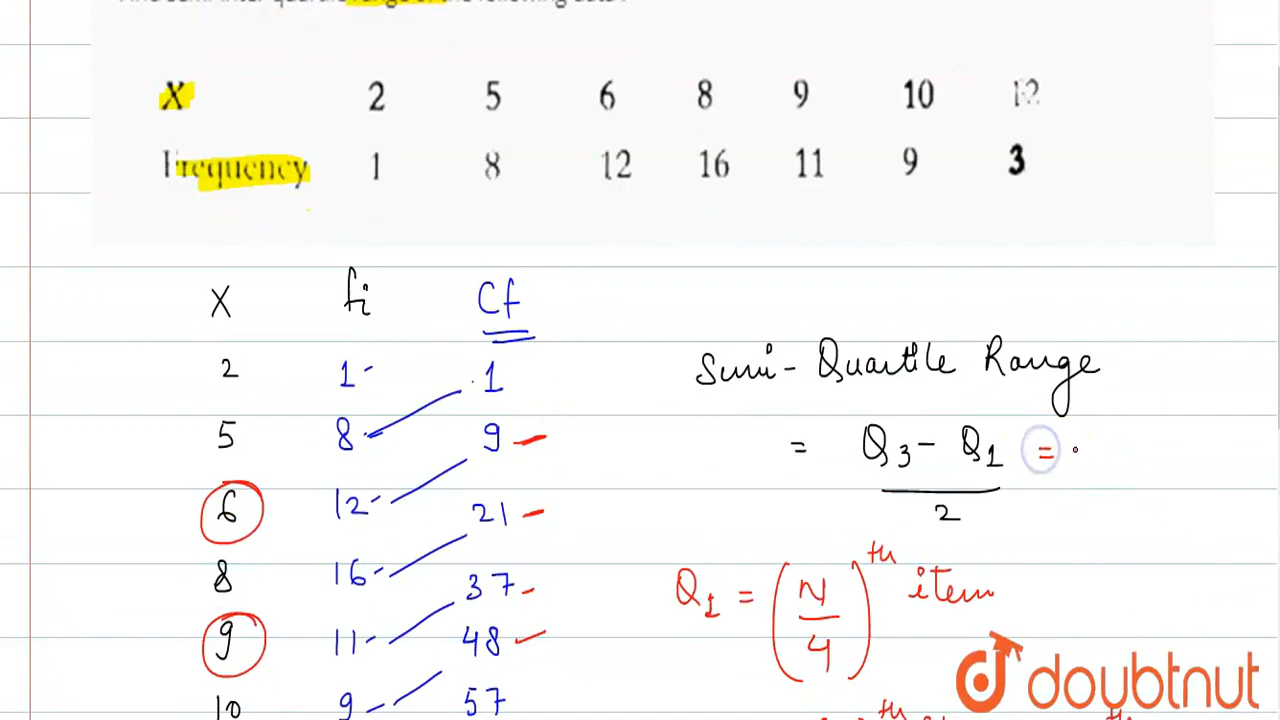 X 2 5 6 8 9 10 12
Frequency 1 8 12 16 11 9 3
X fi Cf
2 1 1
5 8 9
6 12 21
8 16 37
9 11 48
10 9 57
Semi-Quartile Range
= Q3 - Q1 =
2
Q1 = (N/4)th item
th th
doubtnut